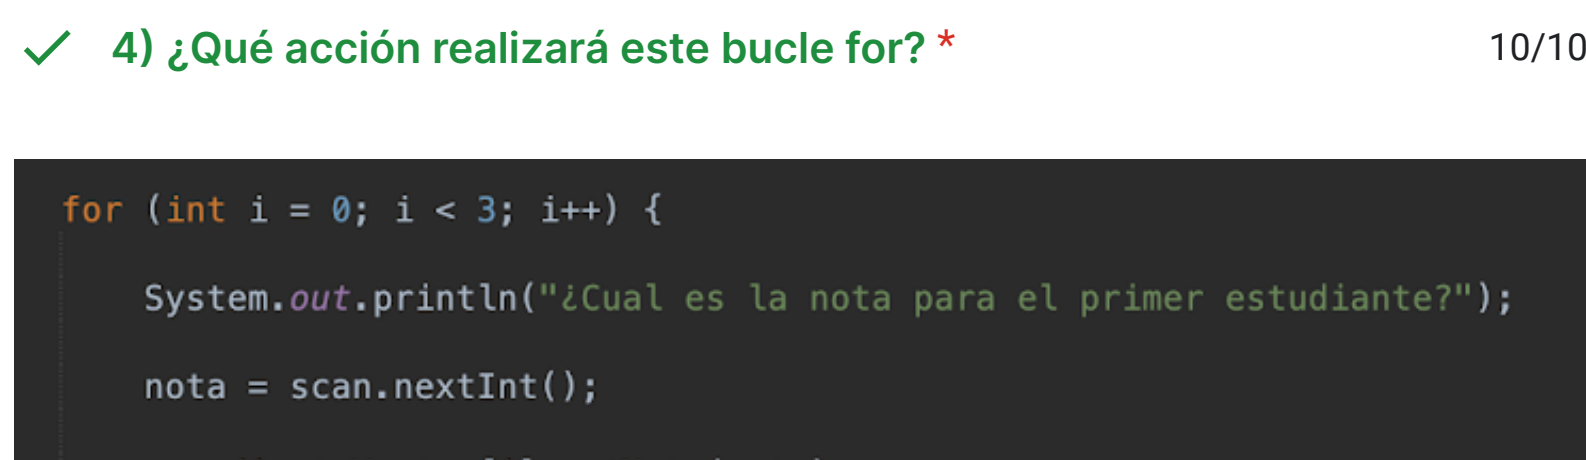 4) ¿Qué acción realizará este bucle for? *
10/10
for (int i = 0; i < 3; i++) {
System.out.println("¿Cual es la nota para el primer estudiante?");
nota = scan.nextInt();